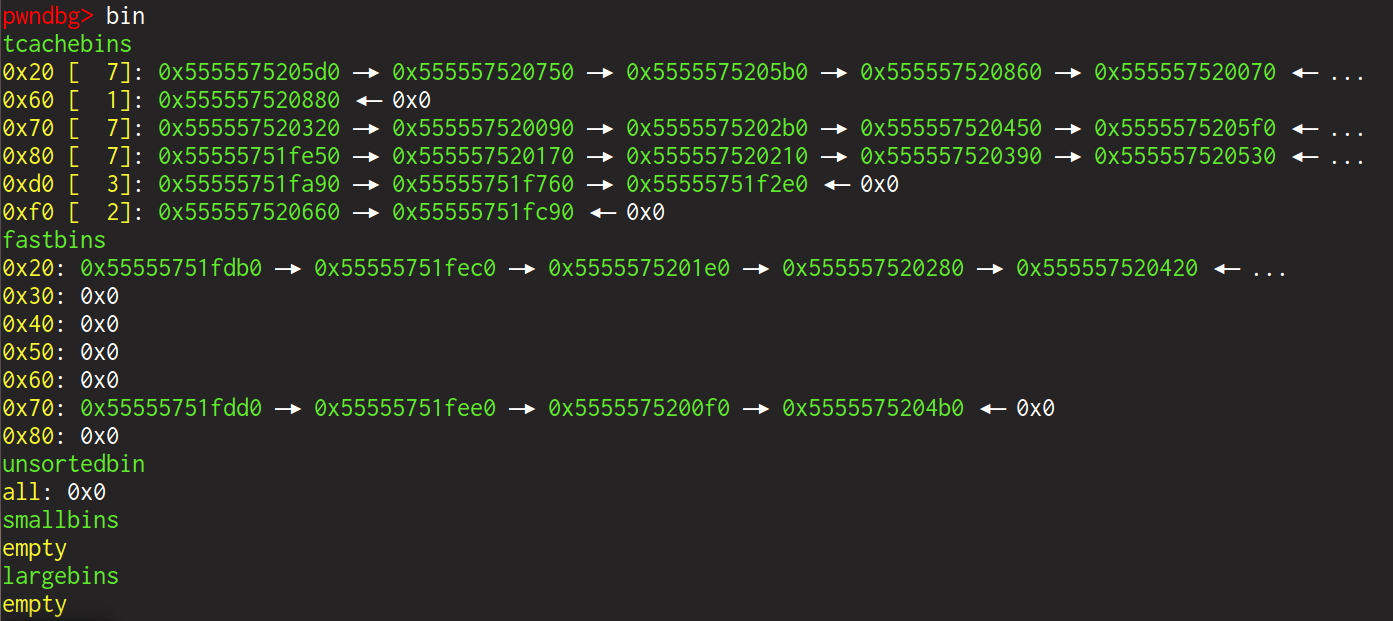 pwndbg> bin
tcachebins
0x20 [  7]: 0x5555575205d0 —▸ 0x555557520750 —▸ 0x5555575205b0 —▸ 0x555557520860 —▸ 0x555557520070 ◂— ...
0x60 [  1]: 0x555557520880 ◂— 0x0
0x70 [  7]: 0x555557520320 —▸ 0x555557520090 —▸ 0x5555575202b0 —▸ 0x555557520450 —▸ 0x5555575205f0 ◂— ...
0x80 [  7]: 0x55555751fe50 —▸ 0x555557520170 —▸ 0x555557520210 —▸ 0x555557520390 —▸ 0x555557520530 ◂— ...
0xd0 [  3]: 0x55555751fa90 —▸ 0x55555751f760 —▸ 0x55555751f2e0 ◂— 0x0
0xf0 [  2]: 0x555557520660 —▸ 0x55555751fc90 ◂— 0x0
fastbins
0x20: 0x55555751fdb0 —▸ 0x55555751fec0 —▸ 0x5555575201e0 —▸ 0x555557520280 —▸ 0x555557520420 ◂— ...
0x30: 0x0
0x40: 0x0
0x50: 0x0
0x60: 0x0
0x70: 0x55555751fdd0 —▸ 0x55555751fee0 —▸ 0x5555575200f0 —▸ 0x5555575204b0 ◂— 0x0
0x80: 0x0
unsortedbin
all: 0x0
smallbins
empty
largebins
empty